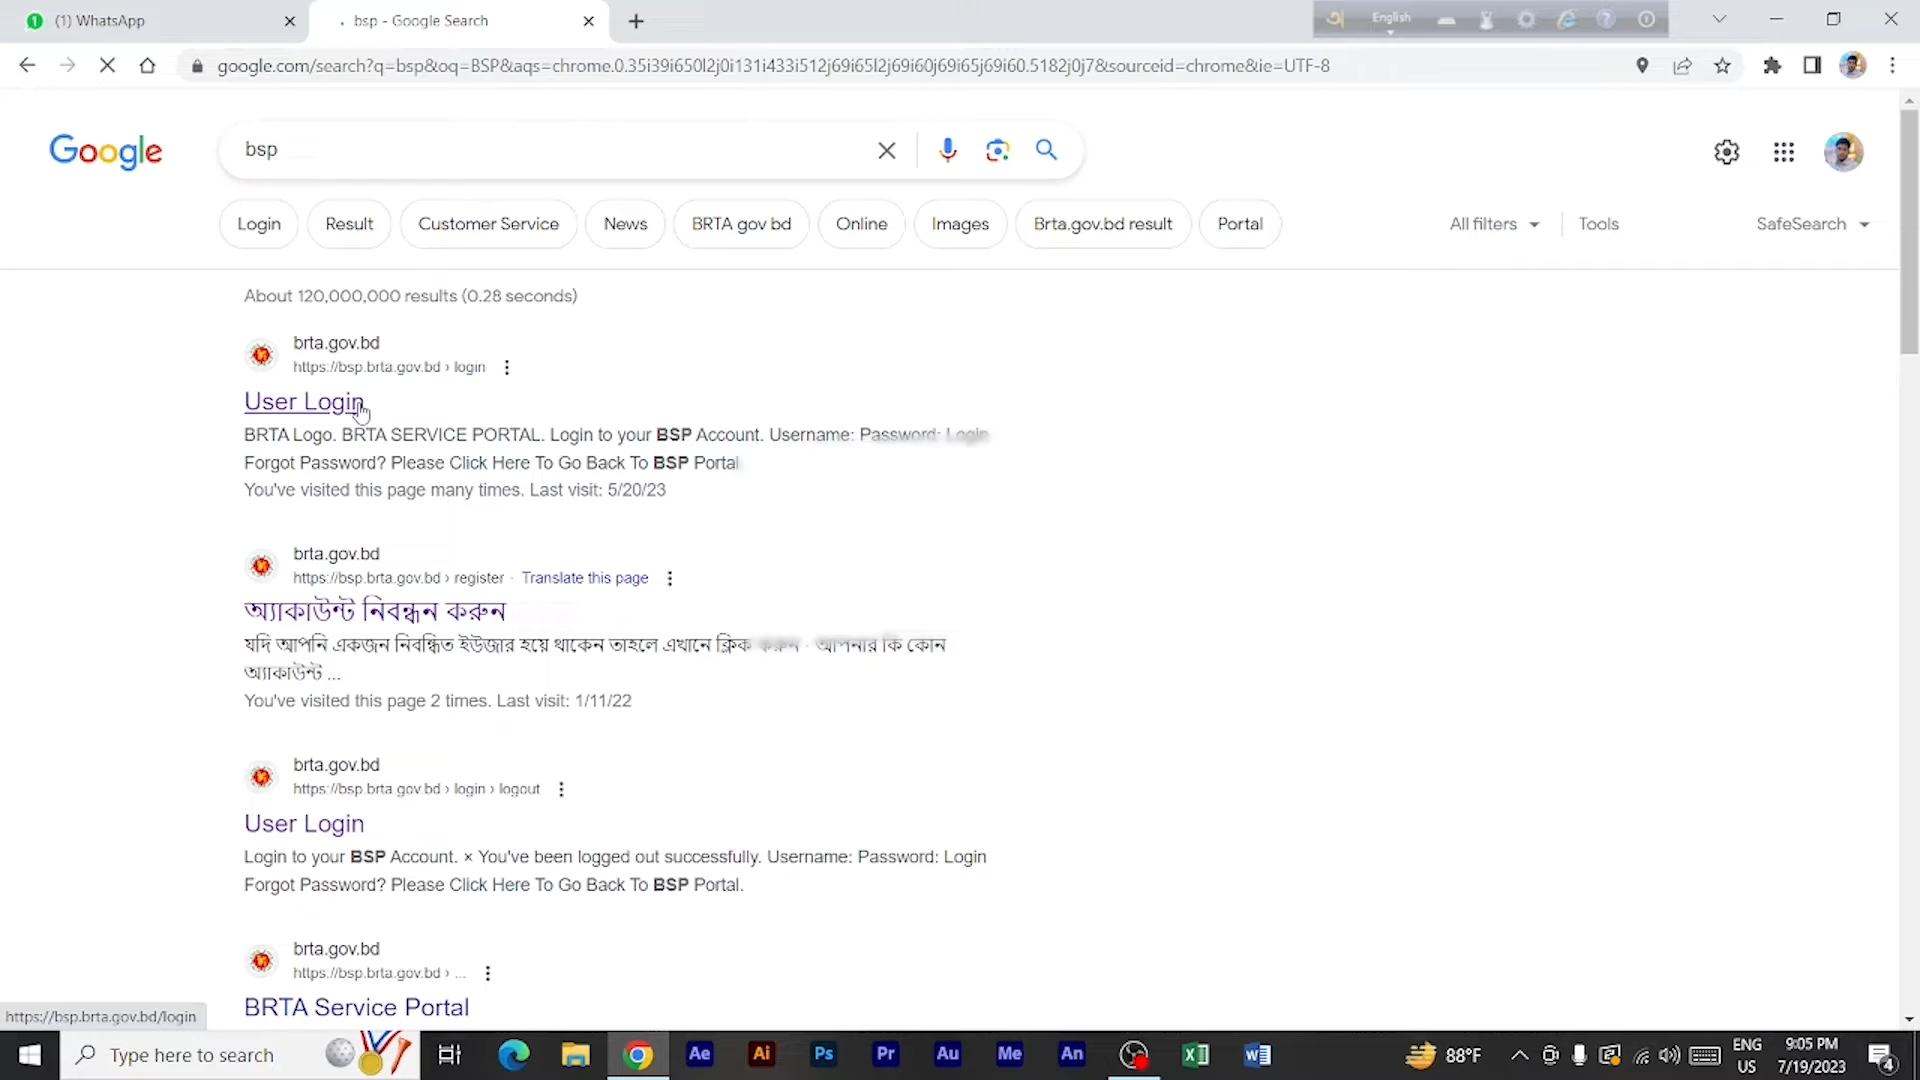 (1) WhatsApp
bsp - Google Search
English
google.com/search?q=bsp&oq=BSP&aqs=chrome.0.35i39i650l2j0i131i433i512j69i65l2j69i60j69i65j69i60.5182j0j7&sourceid=chrome&ie=UTF-8
Google
bsp
Login
Result
Customer Service
News
BRTA gov bd
Online
Images
Brta.gov.bd result
Portal
All filters
Tools
SafeSearch
About 120,000,000 results (0.28 seconds)
brta.gov.bd
https://bsp.brta.gov.bd › login
User Login
BRTA Logo. BRTA SERVICE PORTAL. Login to your BSP Account. Username: Password: Login
Forgot Password? Please Click Here To Go Back To BSP Portal
You've visited this page many times. Last visit: 5/20/23
brta.gov.bd
https://bsp.brta.gov.bd › register · Translate this page
অ্যাকাউন্ট নিবন্ধন করুন
যদি আপনি একজন নিবন্ধিত ইউজার হয়ে থাকেন তাহলে এখানে ক্লিক করুন · আপনার কি কোন
অ্যাকাউন্ট ...
You've visited this page 2 times. Last visit: 1/11/22
brta.gov.bd
https://bsp.brta.gov.bd › login › logout
User Login
Login to your BSP Account. × You've been logged out successfully. Username: Password: Login
Forgot Password? Please Click Here To Go Back To BSP Portal.
brta.gov.bd
https://bsp.brta.gov.bd › ...
BRTA Service Portal
https://bsp.brta.gov.bd/login
Type here to search
Ae
Ai
Ps
Pr
Au
Me
An
88°F
ENG
US
9:05 PM
7/19/2023
4